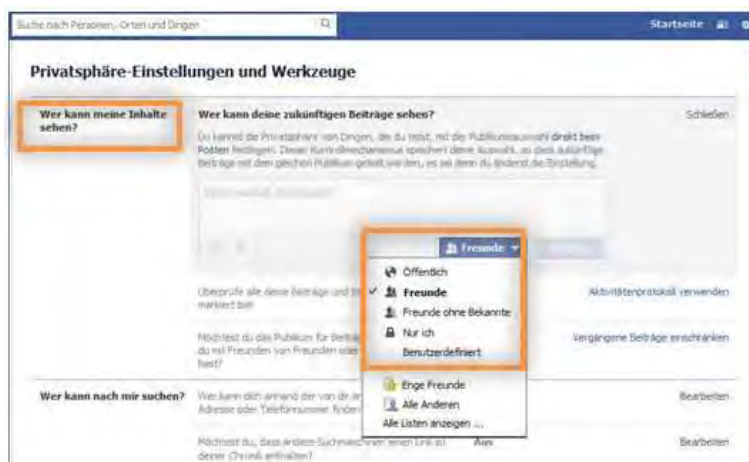 Suche nach Personen, Orten und Dingen
Startseite
Privatsphäre-Einstellungen und Werkzeuge
Wer kann meine Inhalte sehen?
Wer kann deine zukünftigen Beiträge sehen?
Schließen
Du kannst die Privatsphäre von Dingen, die du postest, mit der Publikumsauswahl direkt beim
Posten festlegen. Dieser Kontrollmechanismus speichert deine Auswahl, so dass zukünftige
Beiträge mit dem gleichen Publikum geteilt werden, es sei denn du änderst die Einstellung.
Freunde
Öffentlich
Freunde
Freunde ohne Bekannte
Nur ich
Benutzerdefiniert
Enge Freunde
Alle Anderen
Alle Listen anzeigen ...
Überprüfe alle deine Beiträge und
markiert bist
Aktivitätenprotokoll verwenden
Möchtest du das Publikum für
du mit Freunden von Freunden oder
hast?
Vergangene Beiträge einschränken
Wer kann nach mir suchen?
Wer kann dich anhand der von dir
Adresse oder Telefonnummer finden
Bearbeiten
Möchtest du, dass andere Suchmaschinen einen Link zu
deiner Chronik enthalten?
Aus
Bearbeiten